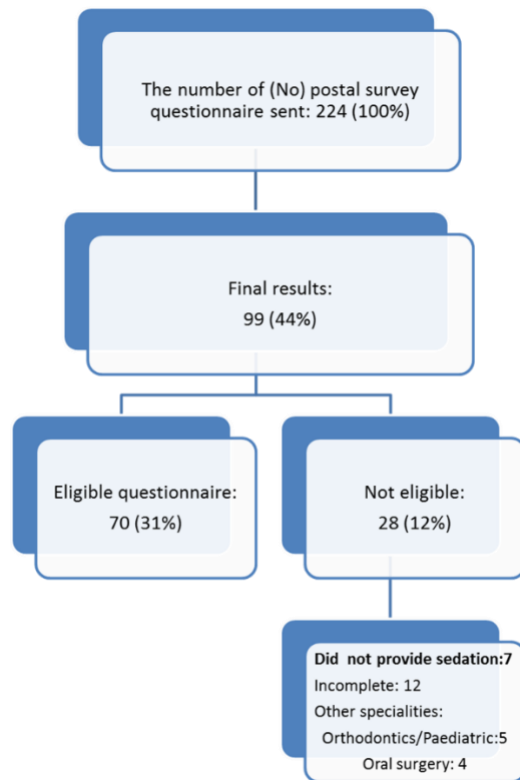 The number of (No) postal survey
questionnaire sent: 224 (100%)
Final results:
99 (44%)
Eligible questionnaire:
70 (31%)
Not eligible:
28 (12%)
Did not provide sedation:7
Incomplete: 12
Other specialities:
Orthodontics/Paediatric:5
Oral surgery: 4